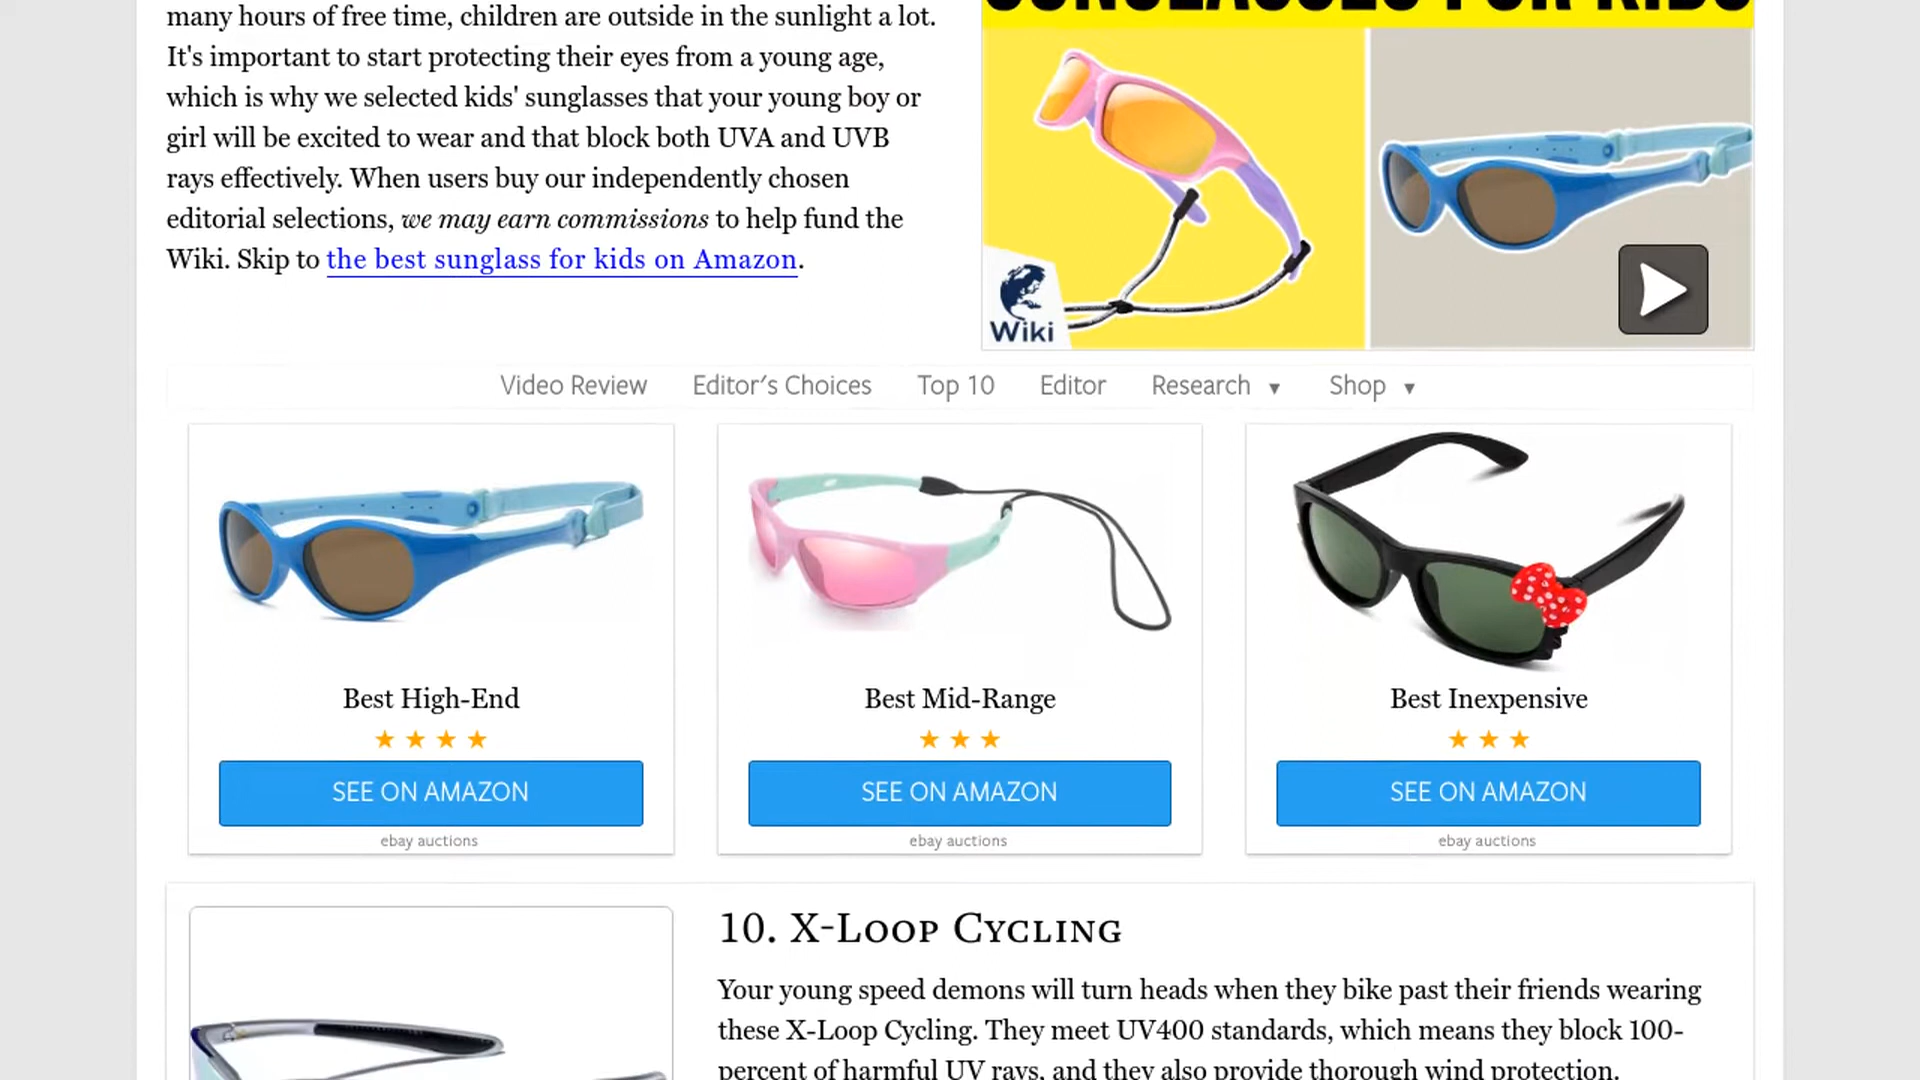 many hours of free time, children are outside in the sunlight a lot.
It's important to start protecting their eyes from a young age,
which is why we selected kids' sunglasses that your young boy or
girl will be excited to wear and that block both UVA and UVB
rays effectively. When users buy our independently chosen
editorial selections, we may earn commissions to help fund the
Wiki. Skip to the best sunglass for kids on Amazon.
SUNGLASSES FOR KIDS
Wiki
Video Review Editor's Choices Top 10 Editor Research ▼ Shop ▼
Best High-End
★ ★ ★ ★
SEE ON AMAZON
ebay auctions
Best Mid-Range
★ ★ ★
SEE ON AMAZON
ebay auctions
Best Inexpensive
★ ★ ★
SEE ON AMAZON
ebay auctions
10. X-Loop Cycling
Your young speed demons will turn heads when they bike past their friends wearing
these X-Loop Cycling. They meet UV400 standards, which means they block 100-
percent of harmful UV rays, and they also provide thorough wind protection.